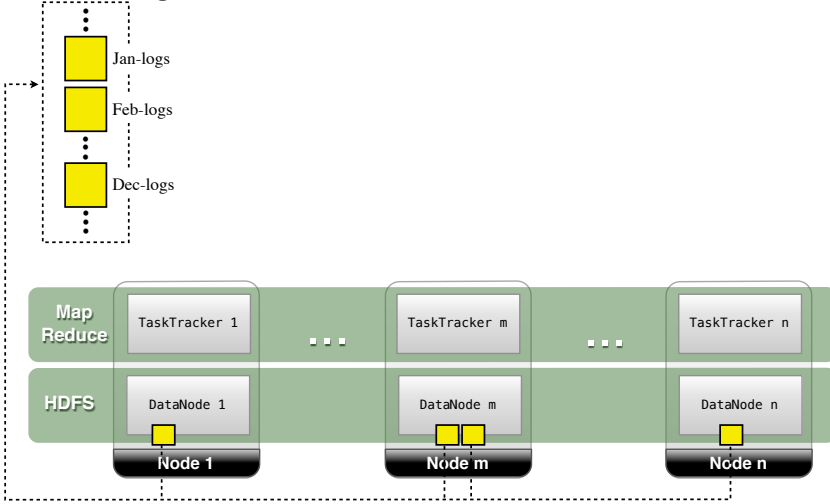 Jan-logs
Feb-logs
Dec-logs
Map
Reduce
TaskTracker 1
TaskTracker m
TaskTracker n
HDFS
DataNode 1
DataNode m
DataNode n
Node 1
Node m
Node n